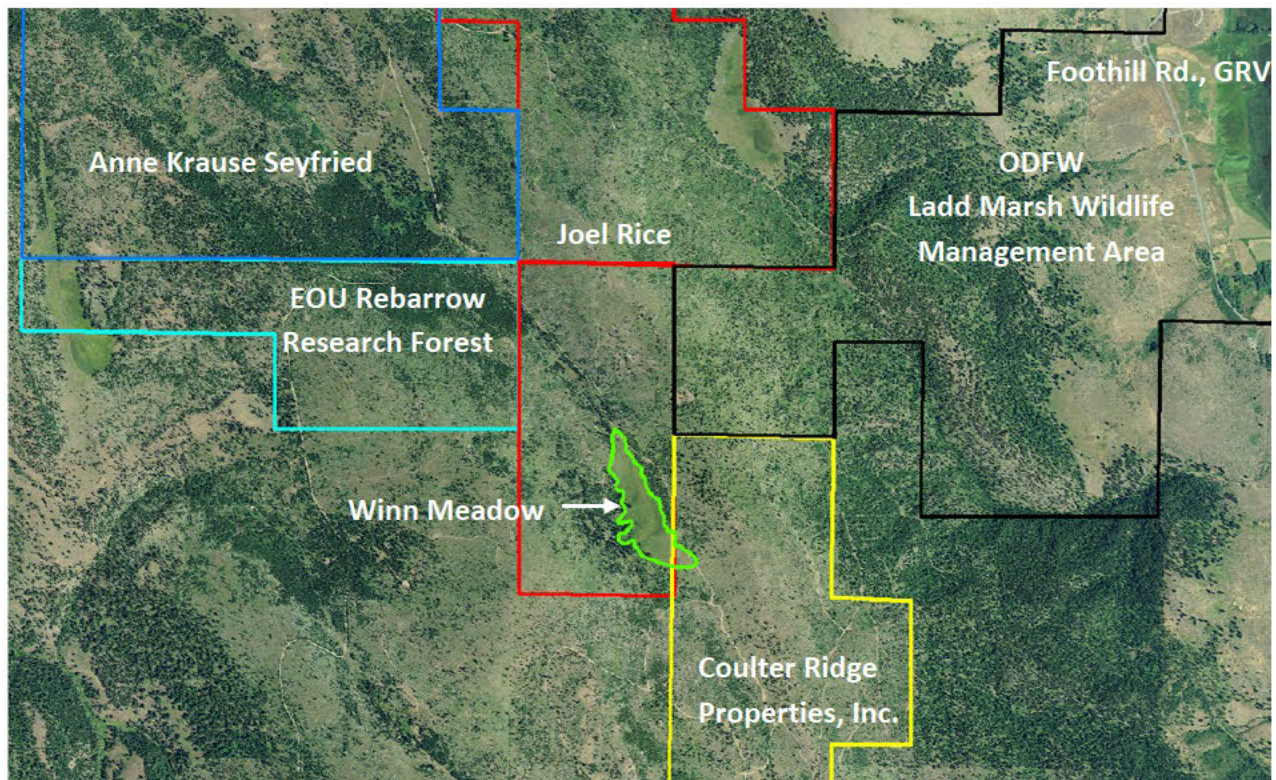 Foothill Rd., GRV
Anne Krause Seyfried
ODFW
Ladd Marsh Wildlife
Management Area
Joel Rice
EOU Rebarrow
Research Forest
Winn Meadow
Coulter Ridge
Properties, Inc.